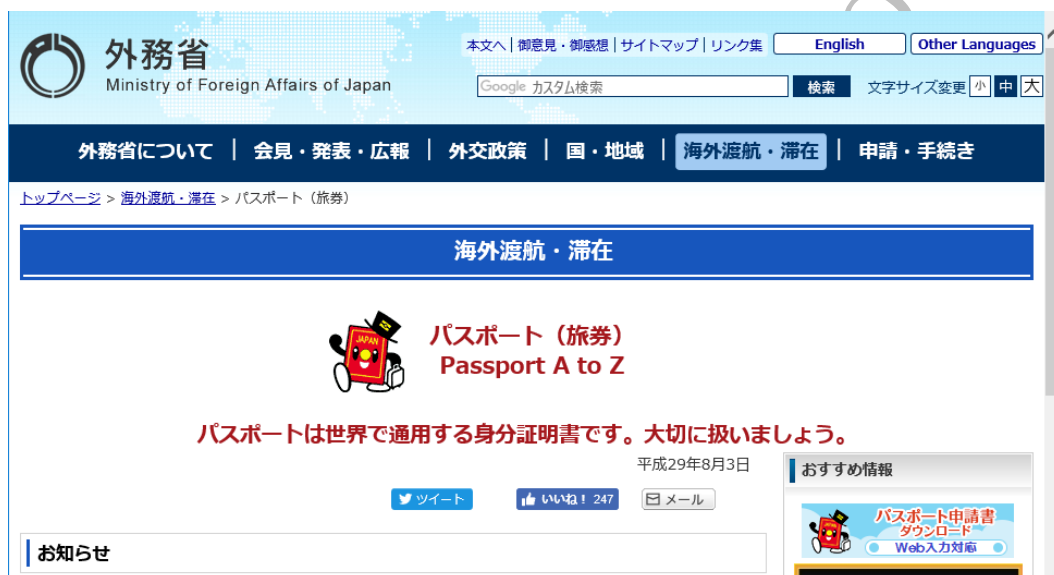 外務省
Ministry of Foreign Affairs of Japan
本文へ | 御意見・御感想 | サイトマップ | リンク集
English
Other Languages
Google カスタム検索
検索
文字サイズ変更 小 中 大
外務省について | 会見・発表・広報 | 外交政策 | 国・地域 | 海外渡航・滞在 | 申請・手続き
トップページ > 海外渡航・滞在 > パスポート（旅券）
海外渡航・滞在
JAPAN
パスポート（旅券）
Passport A to Z
パスポートは世界で通用する身分証明書です。大切に扱いましょう。
平成29年8月3日
ツイート
いいね！ 247
メール
お知らせ
おすすめ情報
パスポート申請書
ダウンロード
Web入力対応